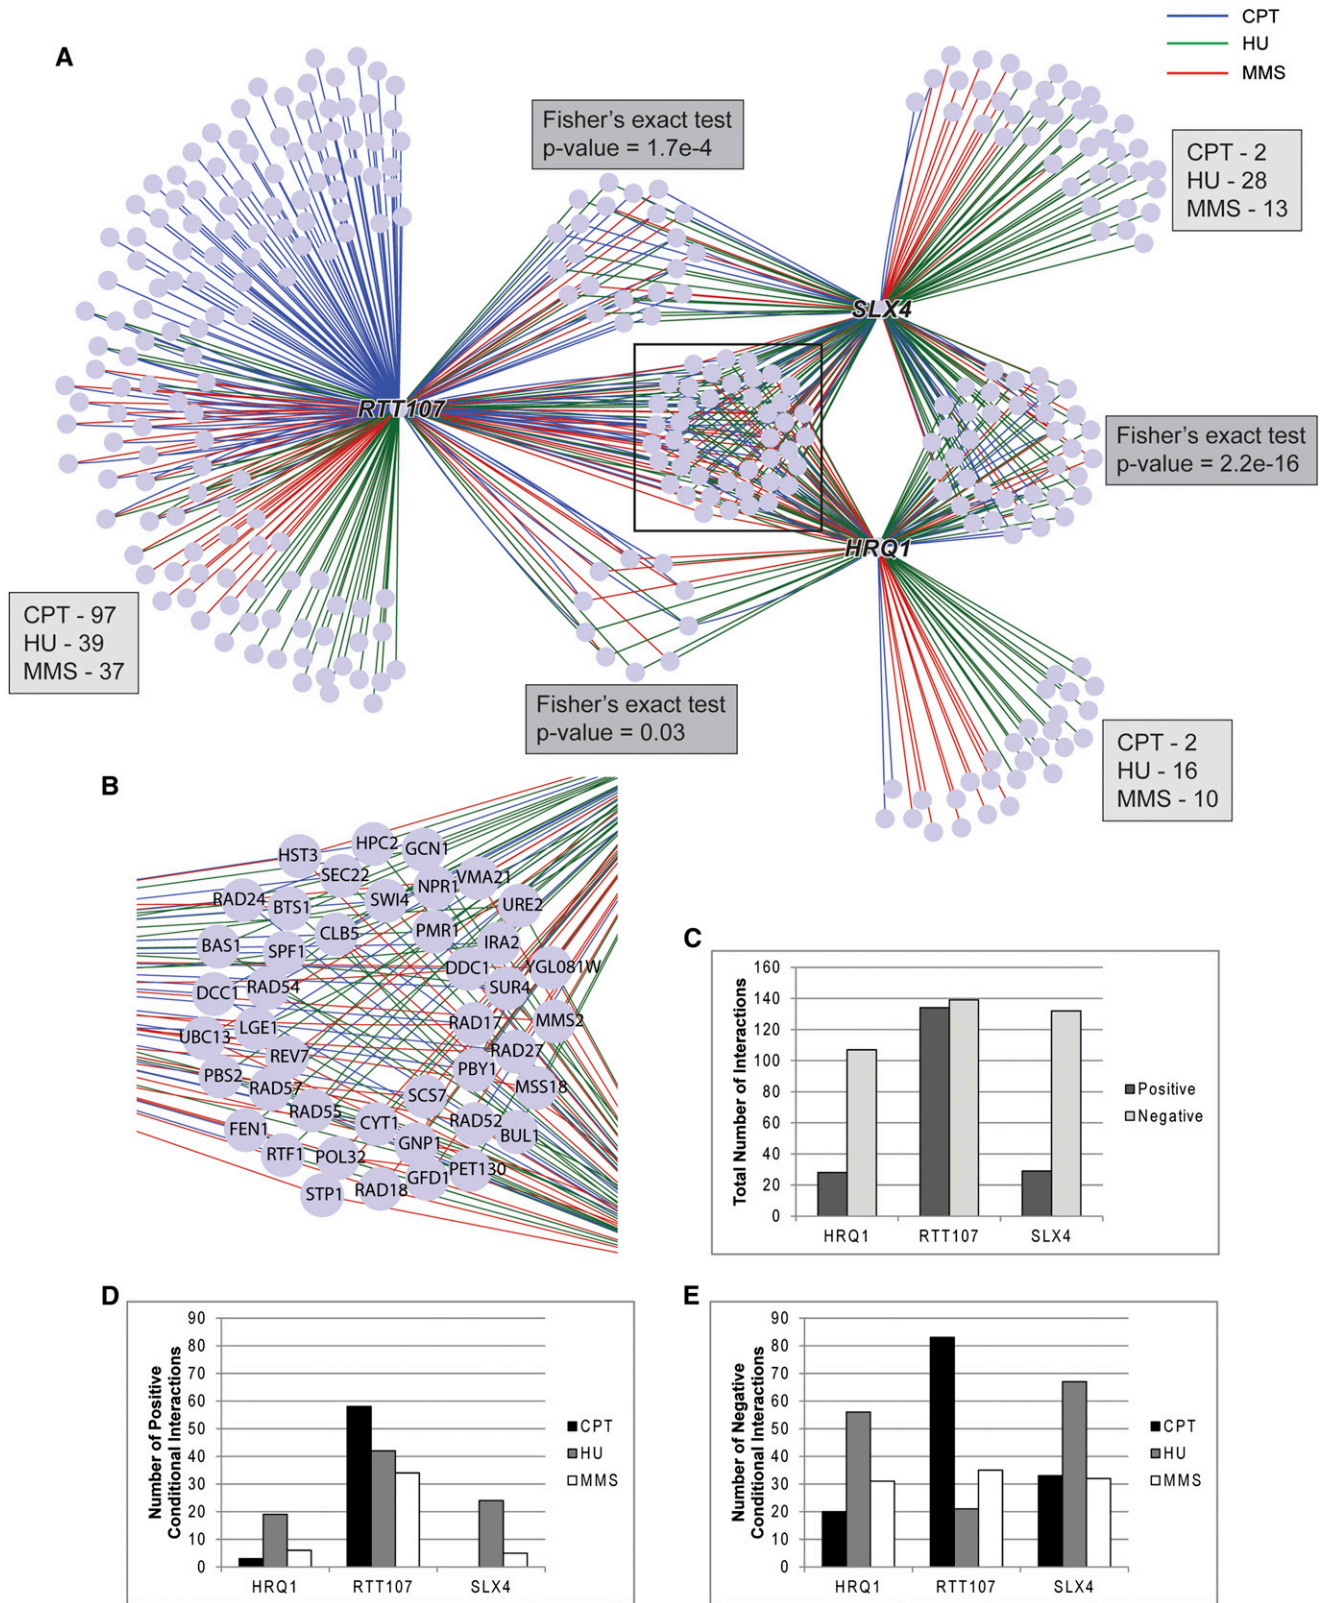 CPT
HU
MMS
A
Fisher's exact test
p-value = 1.7e-4
CPT - 2
HU - 28
MMS - 13
SLX4
RTT107
Fisher's exact test
p-value = 2.2e-16
HRQ1
CPT - 97
HU - 39
MMS - 37
Fisher's exact test
p-value = 0.03
CPT - 2
HU - 16
MMS - 10
B
HST3
HPC2
GCN1
SEC22
NPR1
VMA21
RAD24
BTS1
SWI4
URE2
BAS1
SPF1
CLB5
PMR1
IRA2
DDC1
YGL081W
DCC1
RAD54
SUR4
UBC13
LGE1
RAD17
MMS2
REV7
RAD27
PBS2
RAD57
PBY1
MSS18
SCS7
RAD55
CYT1
RAD52
BUL1
FEN1
GNP1
RTF1
POL32
GFD1
PET130
STP1
RAD18
C
Total Number of Interactions
160
140
120
100
80
60
40
20
0
HRQ1
RTT107
SLX4
Positive
Negative
D
Number of Positive
Conditional Interactions
90
80
70
60
50
40
30
20
10
0
HRQ1
RTT107
SLX4
CPT
HU
MMS
E
Number of Negative
Conditional Interactions
90
80
70
60
50
40
30
20
10
0
HRQ1
RTT107
SLX4
CPT
HU
MMS